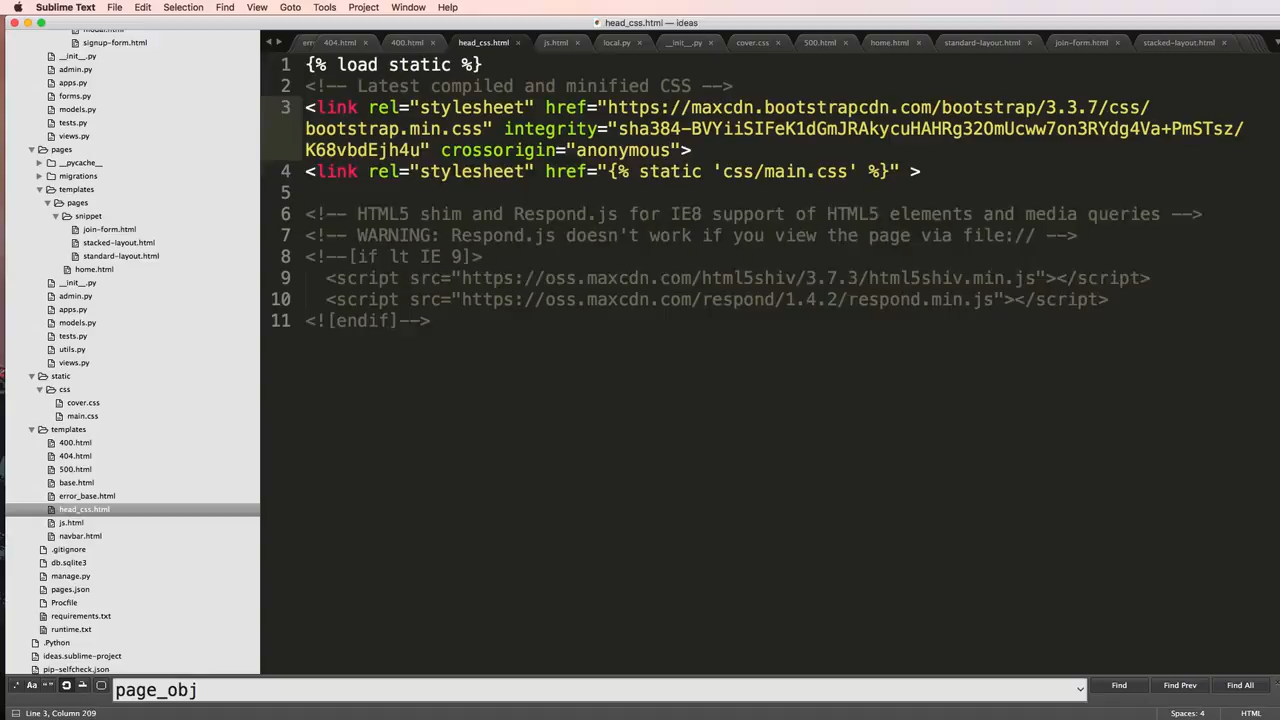 Sublime Text File Edit Selection Find View Goto Tools Project Window Help
head_css.html — ideas
404.html 400.html head_css.html js.html local.py __init__.py cover.css 500.html home.html standard-layout.html join-form.html stacked-layout.html
signup-form.html
__init__.py
admin.py
apps.py
forms.py
models.py
tests.py
views.py
pages
__pycache__
migrations
templates
pages
snippet
join-form.html
stacked-layout.html
standard-layout.html
home.html
__init__.py
admin.py
apps.py
models.py
tests.py
utils.py
views.py
static
css
cover.css
main.css
templates
400.html
404.html
500.html
base.html
error_base.html
head_css.html
js.html
navbar.html
.gitignore
db.sqlite3
manage.py
pages.json
Procfile
requirements.txt
runtime.txt
.Python
ideas.sublime-project
pip-selfcheck.json
1 {% load static %}
2 <!-- Latest compiled and minified CSS -->
3 <link rel="stylesheet" href="https://maxcdn.bootstrapcdn.com/bootstrap/3.3.7/css/
bootstrap.min.css" integrity="sha384-BVYiiSIFeK1dGmJRAkycuHAHRg32OmUcww7on3RYdg4Va+PmSTsz/
K68vbdEjh4u" crossorigin="anonymous">
4 <link rel="stylesheet" href="{% static 'css/main.css' %}" >
5
6 <!-- HTML5 shim and Respond.js for IE8 support of HTML5 elements and media queries -->
7 <!-- WARNING: Respond.js doesn't work if you view the page via file:// -->
8 <!--[if lt IE 9]>
9 <script src="https://oss.maxcdn.com/html5shiv/3.7.3/html5shiv.min.js"></script>
10 <script src="https://oss.maxcdn.com/respond/1.4.2/respond.min.js"></script>
11 <![endif]-->
.* Aa “” page_obj Find Find Prev Find All
Line 3, Column 209 Spaces: 4 HTML